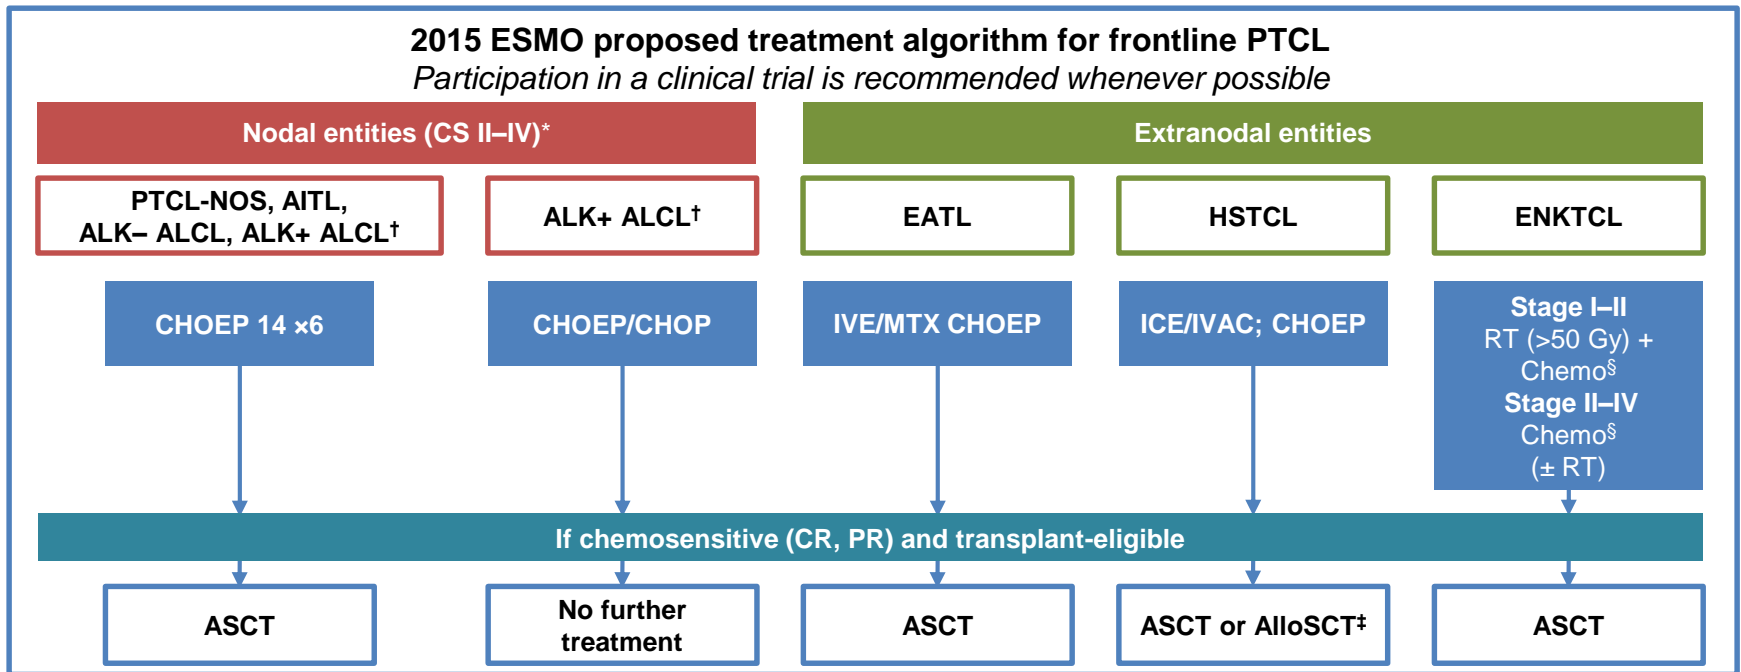 2015 ESMO proposed treatment algorithm for frontline PTCL
Participation in a clinical trial is recommended whenever possible
Nodal entities (CS II–IV)*
Extranodal entities
PTCL-NOS, AITL,
ALK– ALCL, ALK+ ALCL†
ALK+ ALCL†
EATL
HSTCL
ENKTCL
CHOEP 14 ×6
CHOEP/CHOP
IVE/MTX CHOEP
ICE/IVAC; CHOEP
Stage I–II
RT (>50 Gy) +
Chemo§
Stage II–IV
Chemo§
(± RT)
If chemosensitive (CR, PR) and transplant-eligible
ASCT
No further
treatment
ASCT
ASCT or AlloSCT‡
ASCT